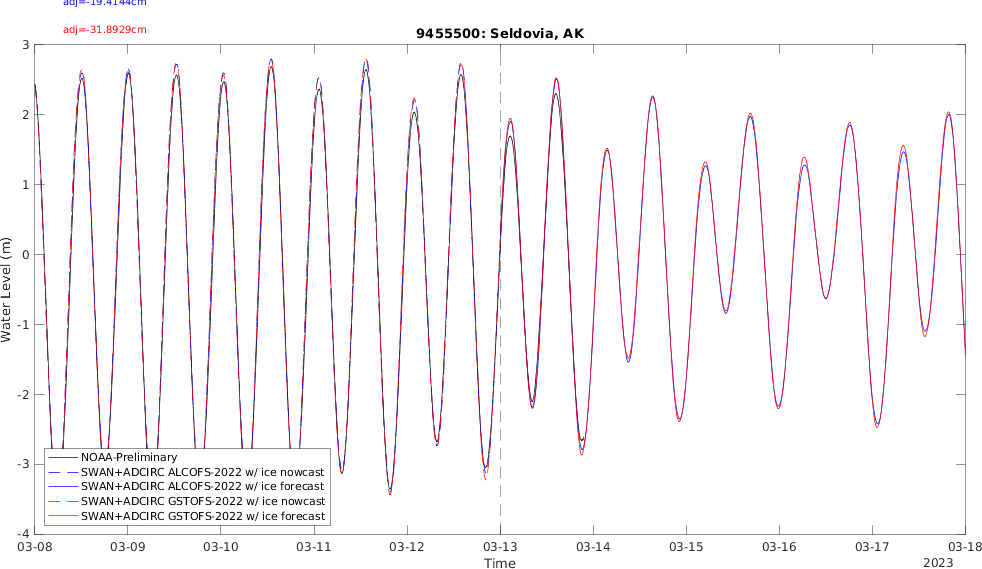 adj=-19.4144cm
adj=-31.8929cm
9455500: Seldovia, AK
3
2
1
0
-1
-2
-3
-4
Water Level (m)
NOAA-Preliminary
SWAN+ADCIRC ALCOFS-2022 w/ ice nowcast
SWAN+ADCIRC ALCOFS-2022 w/ ice forecast
SWAN+ADCIRC GSTOFS-2022 w/ ice nowcast
SWAN+ADCIRC GSTOFS-2022 w/ ice forecast
03-08 03-09 03-10 03-11 03-12 03-13 03-14 03-15 03-16 03-17 03-18
Time
2023